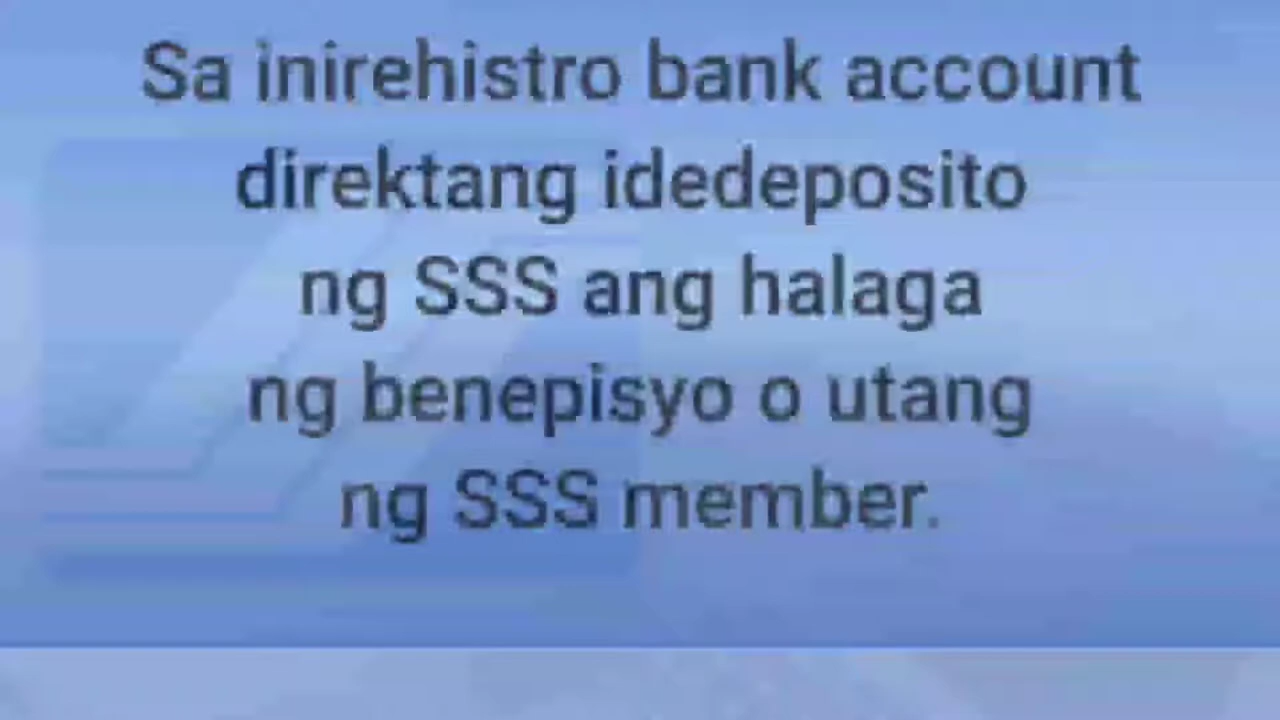 Sa inirehistro bank account
direktang idedeposito
ng SSS ang halaga
ng benepisyo o utang
ng SSS member.